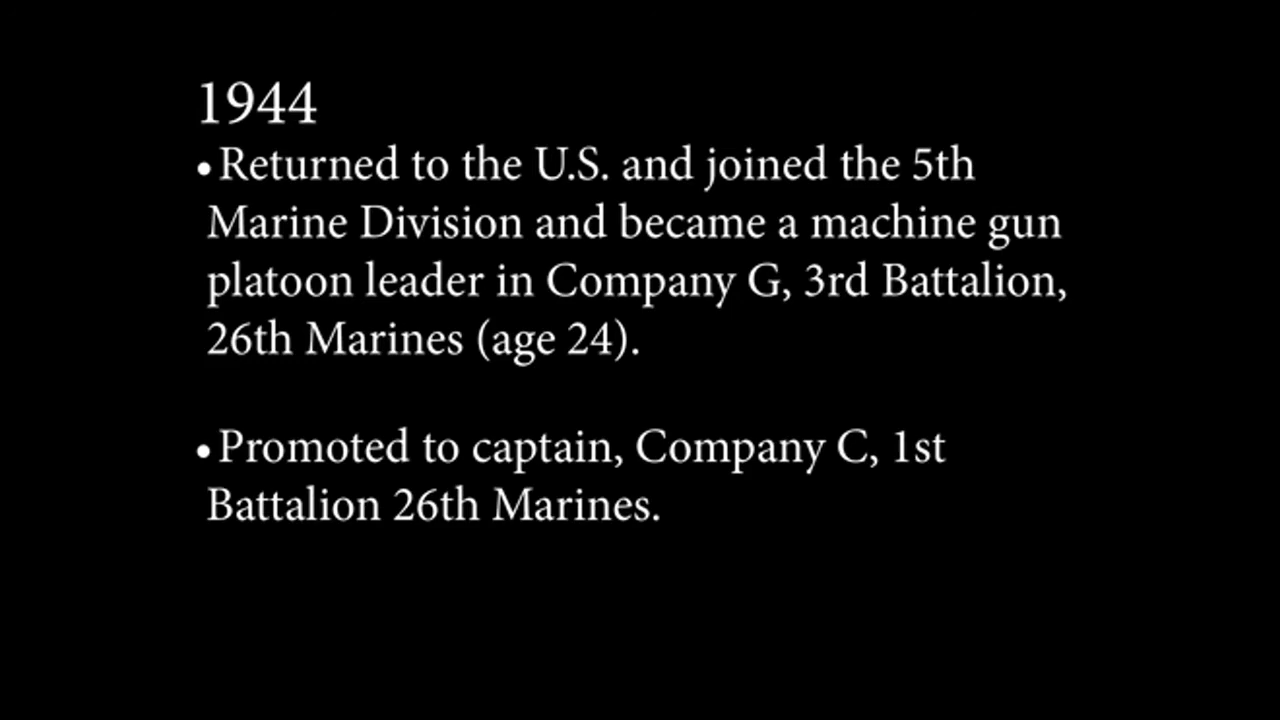 1944
•Returned to the U.S. and joined the 5th
Marine Division and became a machine gun
platoon leader in Company G, 3rd Battalion,
26th Marines (age 24).
•Promoted to captain, Company C, 1st
Battalion 26th Marines.